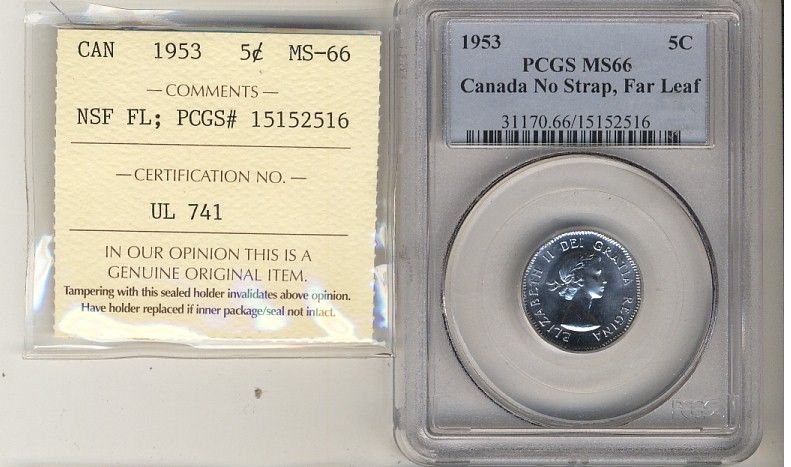 CAN 1953 5¢ MS-66
— COMMENTS —
NSF FL; PCGS# 15152516
— CERTIFICATION NO. —
UL 741
IN OUR OPINION THIS IS A
GENUINE ORIGINAL ITEM.
Tampering with this sealed holder invalidates above opinion.
Have holder replaced if inner package/seal not intact.
1953 5C
PCGS MS66
Canada No Strap, Far Leaf
31170.66/15152516
ELIZABETH II DEI GRATIA REGINA
PCGS